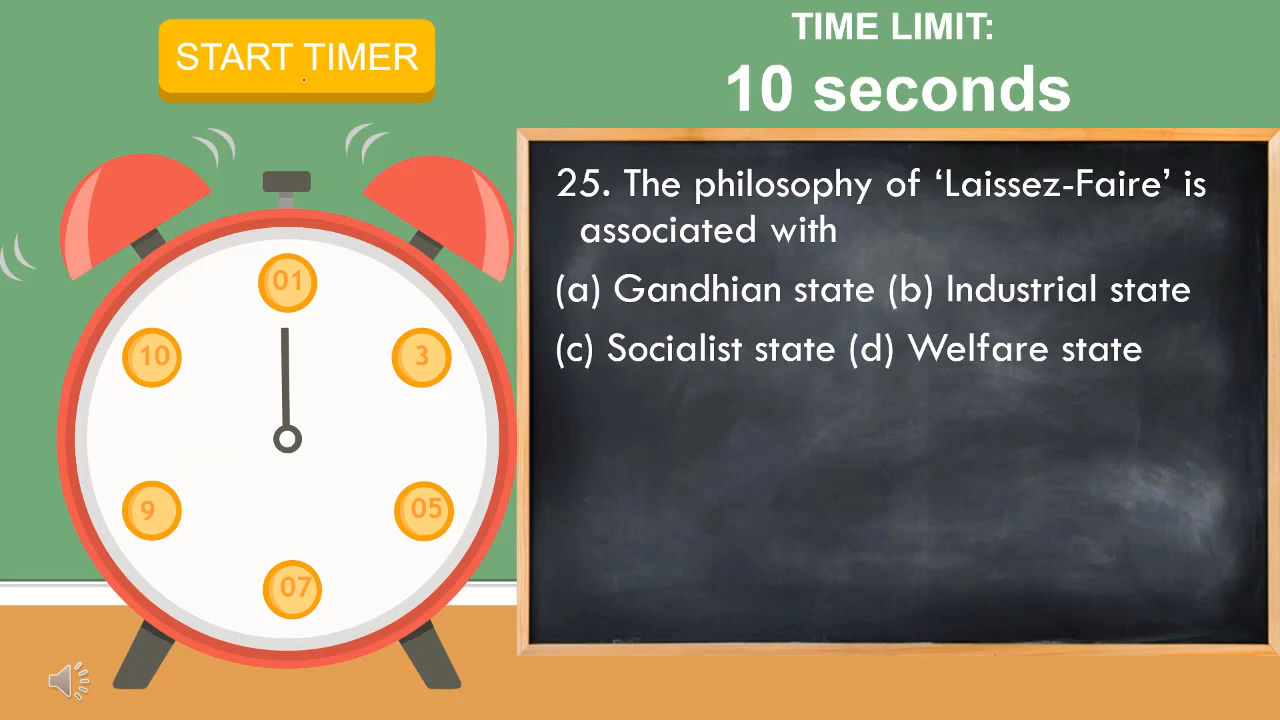 START TIMER
TIME LIMIT:
10 seconds
25. The philosophy of ‘Laissez-Faire’ is
associated with
(a) Gandhian state (b) Industrial state
(c) Socialist state (d) Welfare state
01
10
3
9
05
07